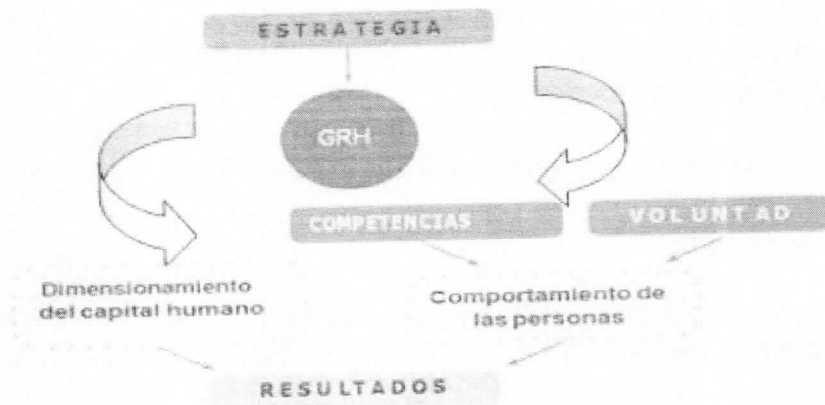 ESTRATEGIA
GRH
COMPETENCIAS
VOLUNTAD
Dimensionamiento
del capital humano
Comportamiento de
las personas
RESULTADOS